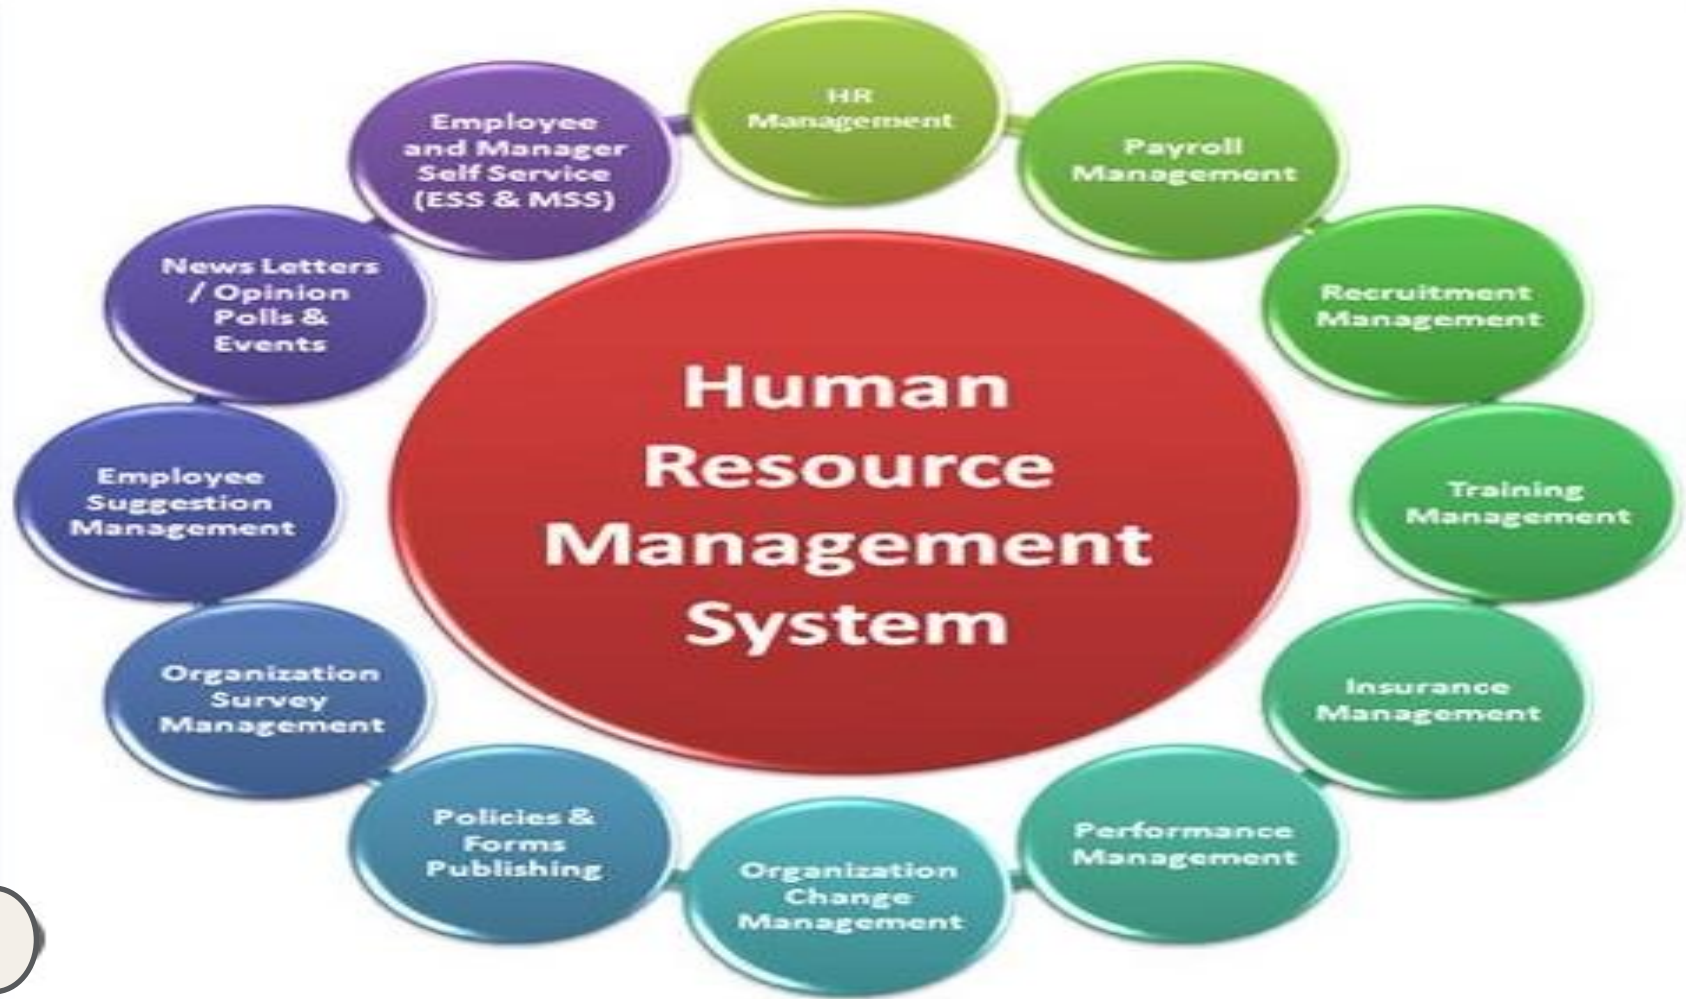 Human
Resource
Management
System
HR
Management
Payroll
Management
Recruitment
Management
Training
Management
Insurance
Management
Performance
Management
Organization
Change
Management
Policies &
Forms
Publishing
Organization
Survey
Management
Employee
Suggestion
Management
News Letters
/ Opinion
Polls &
Events
Employee
and Manager
Self Service
(ESS & MSS)